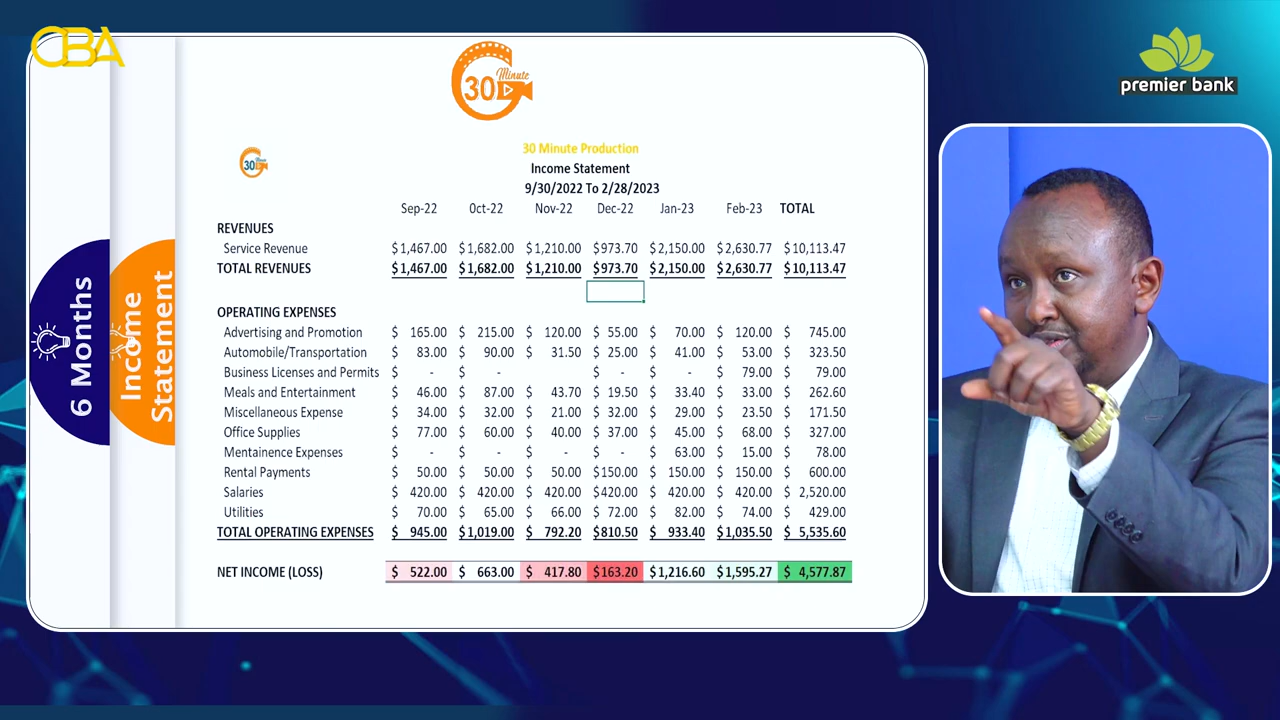 CBA
30 Minute
premier bank
30 Minute
30 Minute Production
Income Statement
9/30/2022 To 2/28/2023
Sep-22 Oct-22 Nov-22 Dec-22 Jan-23 Feb-23 TOTAL
REVENUES
Service Revenue $1,467.00 $1,682.00 $1,210.00 $973.70 $2,150.00 $2,630.77 $10,113.47
TOTAL REVENUES $1,467.00 $1,682.00 $1,210.00 $973.70 $2,150.00 $2,630.77 $10,113.47
OPERATING EXPENSES
Advertising and Promotion $ 165.00 $ 215.00 $ 120.00 $ 55.00 $ 70.00 $ 120.00 $ 745.00
Automobile/Transportation $ 83.00 $ 90.00 $ 31.50 $ 25.00 $ 41.00 $ 53.00 $ 323.50
Business Licenses and Permits $ - $ - $ - $ - $ 79.00 $ 79.00
Meals and Entertainment $ 46.00 $ 87.00 $ 43.70 $ 19.50 $ 33.40 $ 33.00 $ 262.60
Miscellaneous Expense $ 34.00 $ 32.00 $ 21.00 $ 32.00 $ 29.00 $ 23.50 $ 171.50
Office Supplies $ 77.00 $ 60.00 $ 40.00 $ 37.00 $ 45.00 $ 68.00 $ 327.00
Mentainence Expenses $ - $ - $ - $ - $ 63.00 $ 15.00 $ 78.00
Rental Payments $ 50.00 $ 50.00 $ 50.00 $150.00 $ 150.00 $ 150.00 $ 600.00
Salaries $ 420.00 $ 420.00 $ 420.00 $420.00 $ 420.00 $ 420.00 $ 2,520.00
Utilities $ 70.00 $ 65.00 $ 66.00 $ 72.00 $ 82.00 $ 74.00 $ 429.00
TOTAL OPERATING EXPENSES $ 945.00 $1,019.00 $ 792.20 $810.50 $ 933.40 $1,035.50 $ 5,535.60
NET INCOME (LOSS) $ 522.00 $ 663.00 $ 417.80 $163.20 $1,216.60 $1,595.27 $ 4,577.87
6 Months
Income
Statement